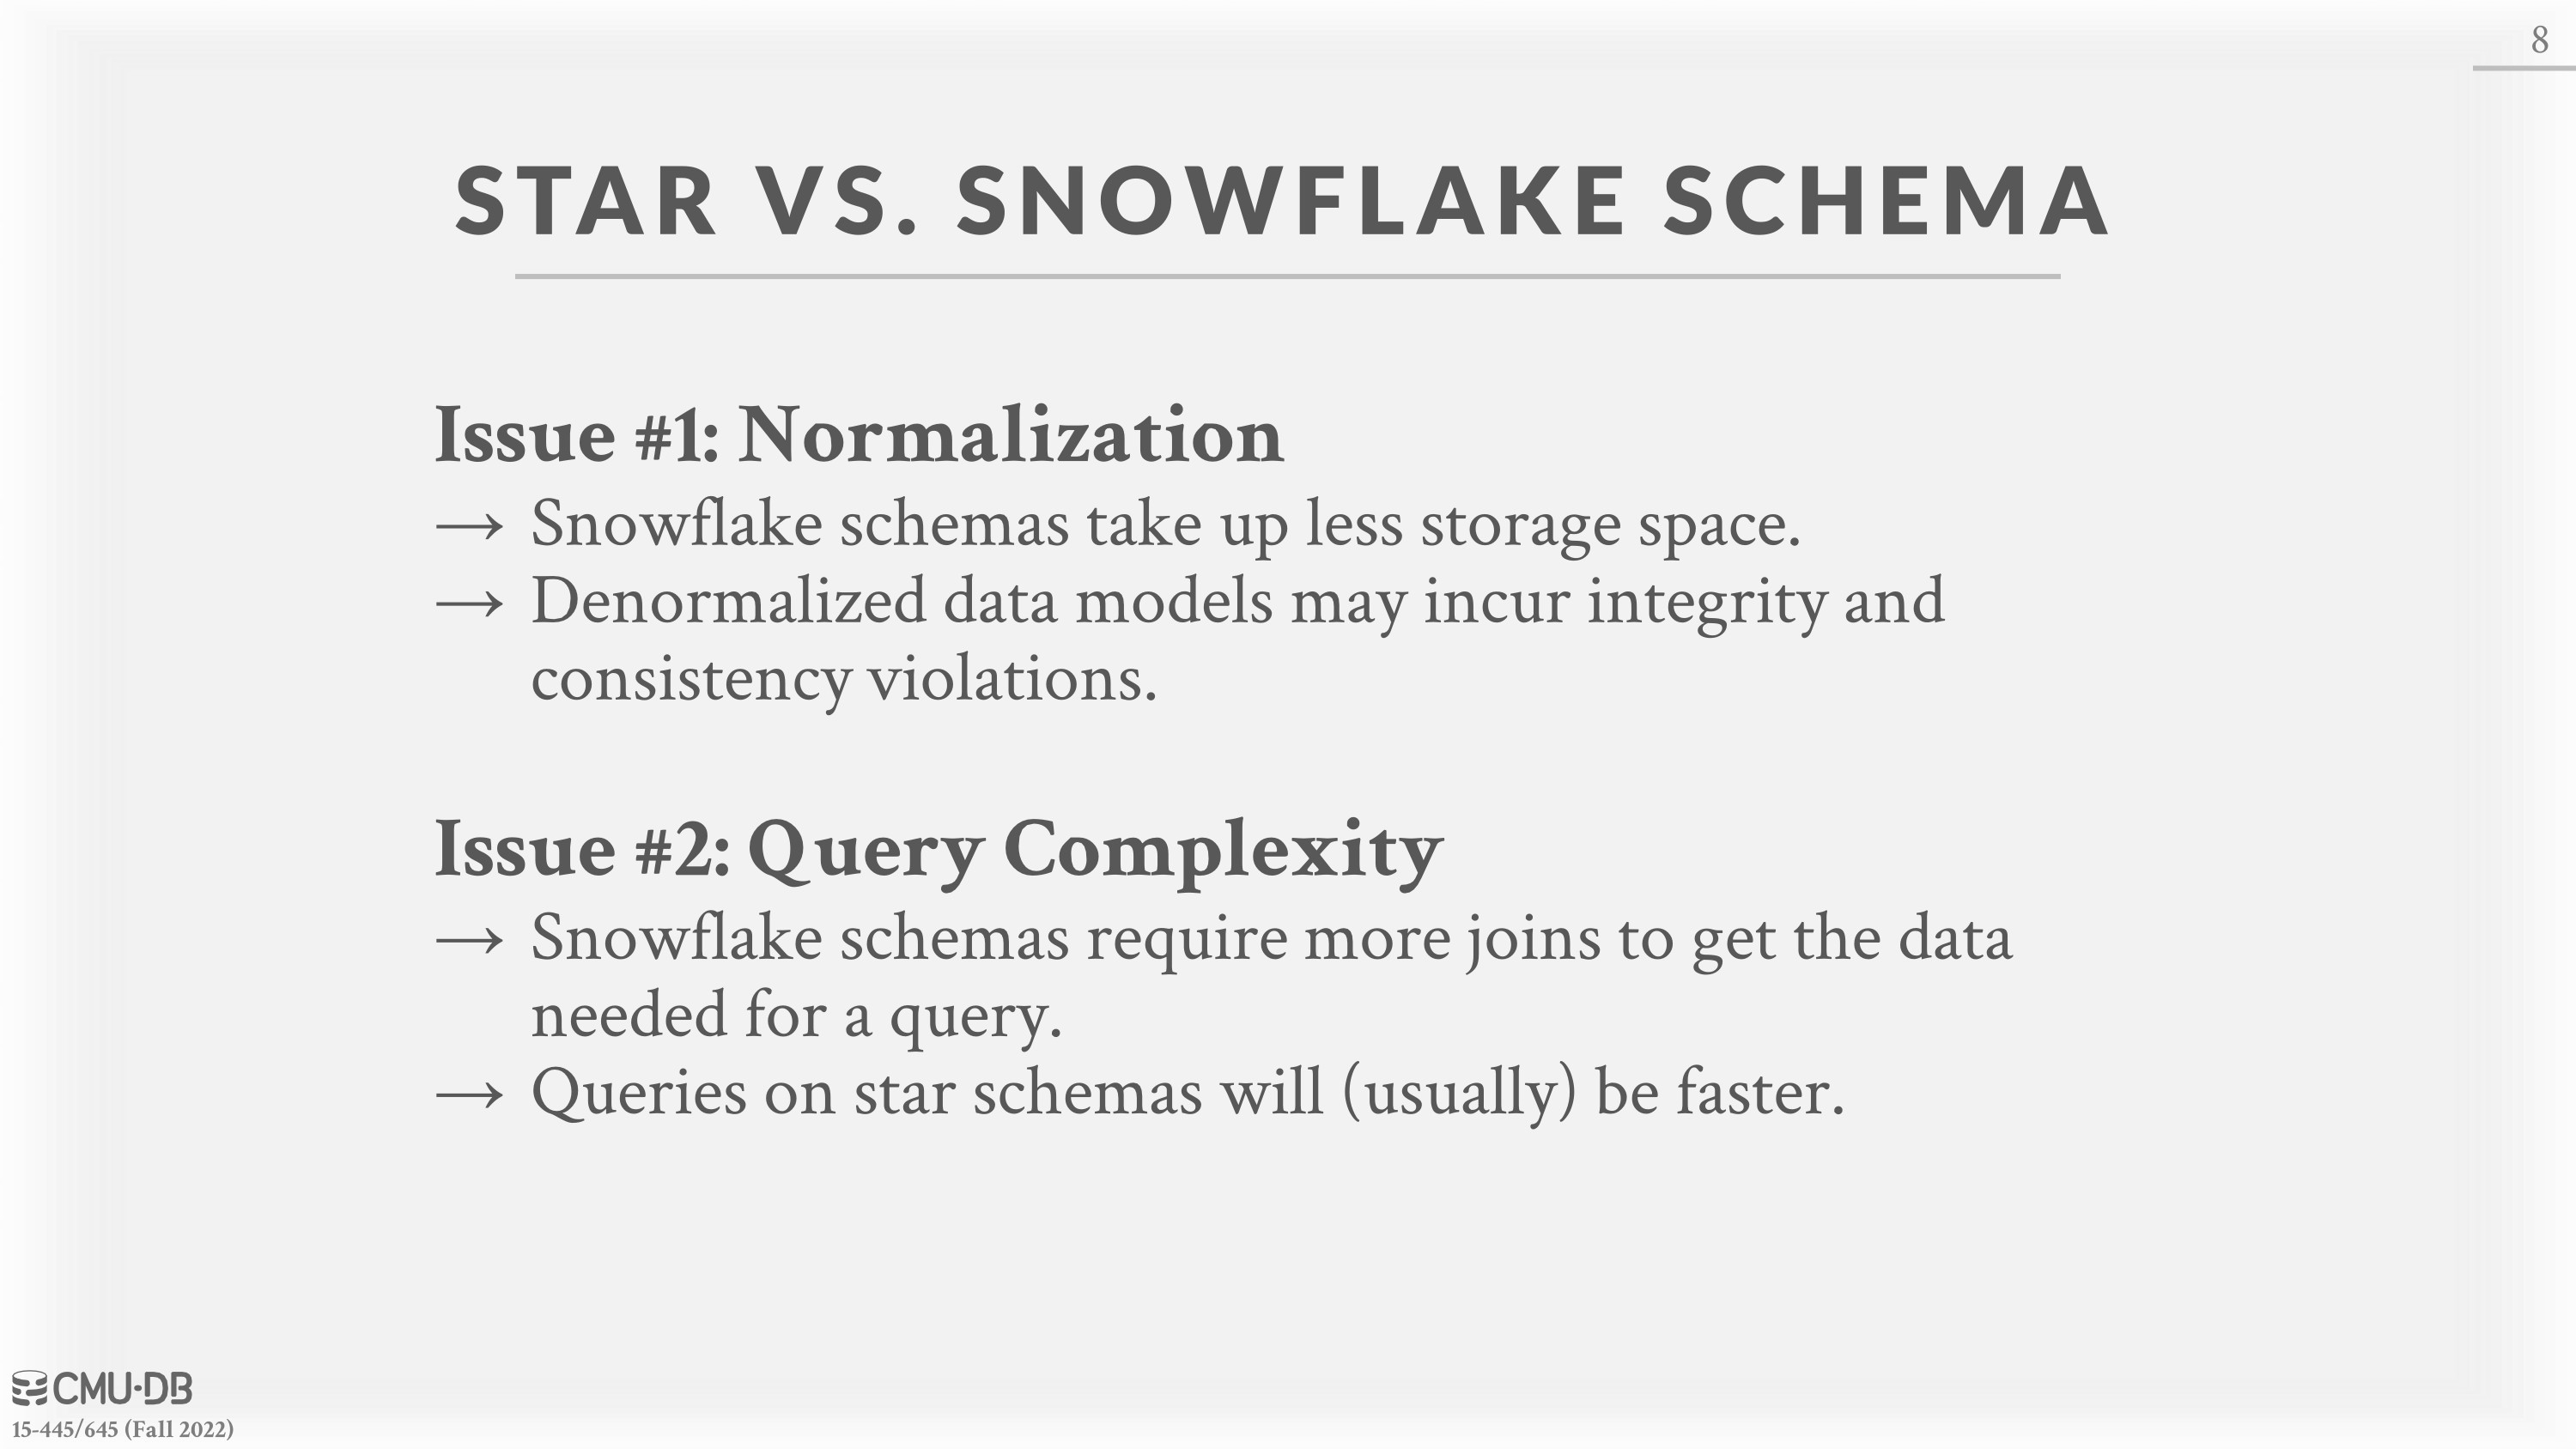 8
STAR VS. SNOWFLAKE SCHEMA
Issue #1: Normalization
→ Snowflake schemas take up less storage space.
→ Denormalized data models may incur integrity and
consistency violations.
Issue #2: Query Complexity
→ Snowflake schemas require more joins to get the data
needed for a query.
→ Queries on star schemas will (usually) be faster.
CMU·DB
15-445/645 (Fall 2022)